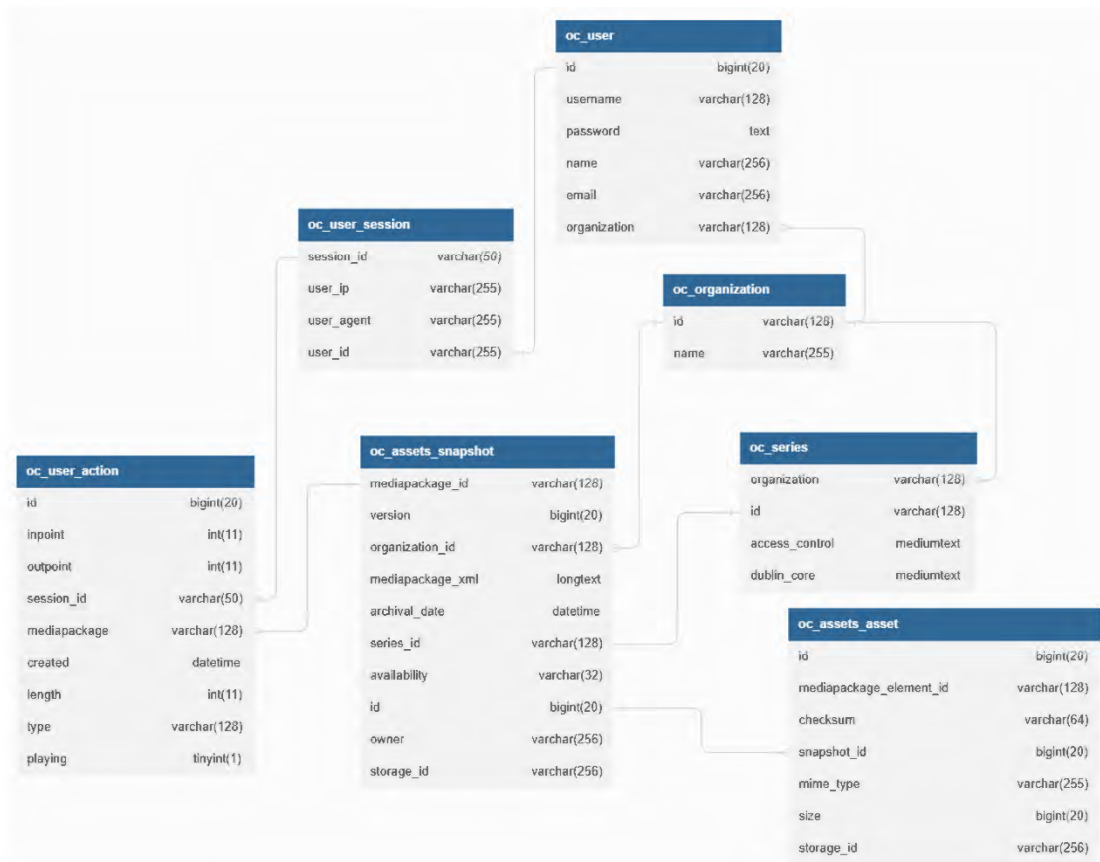 oc_user
id bigint(20)
username varchar(128)
password text
name varchar(256)
email varchar(256)
organization varchar(128)
oc_user_session
session_id varchar(50)
user_ip varchar(255)
user_agent varchar(255)
user_id varchar(255)
oc_organization
id varchar(128)
name varchar(255)
oc_user_action
id bigint(20)
inpoint int(11)
outpoint int(11)
session_id varchar(50)
mediapackage varchar(128)
created datetime
length int(11)
type varchar(128)
playing tinyint(1)
oc_assets_snapshot
mediapackage_id varchar(128)
version bigint(20)
organization_id varchar(128)
mediapackage_xml longtext
archival_date datetime
series_id varchar(128)
availability varchar(32)
id bigint(20)
owner varchar(256)
storage_id varchar(256)
oc_series
organization varchar(128)
id varchar(128)
access_control mediumtext
dublin_core mediumtext
oc_assets_asset
id bigint(20)
mediapackage_element_id varchar(128)
checksum varchar(64)
snapshot_id bigint(20)
mime_type varchar(255)
size bigint(20)
storage_id varchar(256)